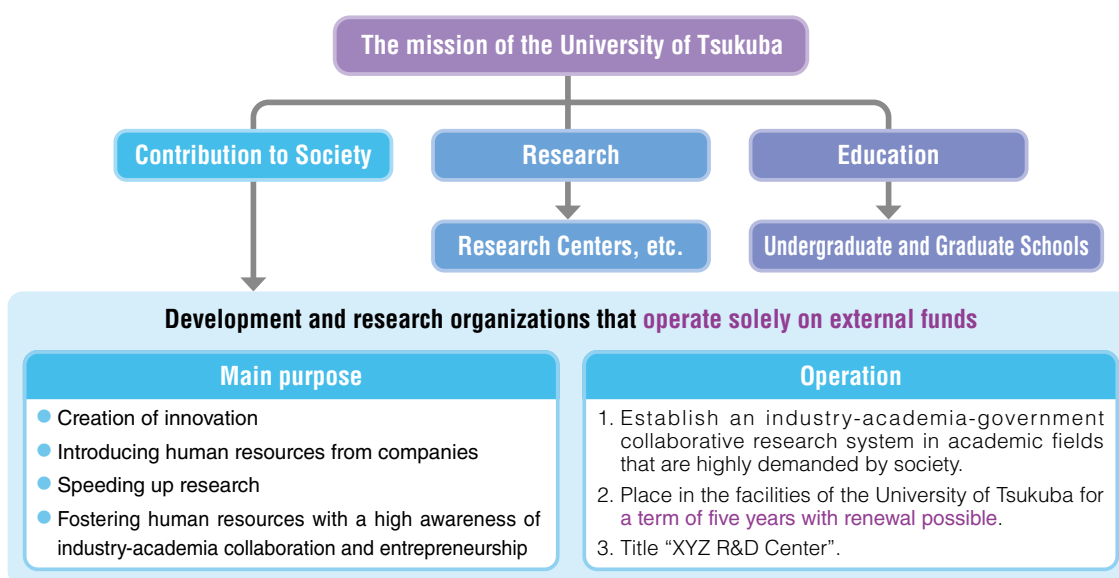 The mission of the University of Tsukuba
Contribution to Society
Research
Education
Research Centers, etc.
Undergraduate and Graduate Schools
Development and research organizations that operate solely on external funds
Main purpose
● Creation of innovation
● Introducing human resources from companies
● Speeding up research
● Fostering human resources with a high awareness of
industry-academia collaboration and entrepreneurship
Operation
1. Establish an industry-academia-government
collaborative research system in academic fields
that are highly demanded by society.
2. Place in the facilities of the University of Tsukuba for
a term of five years with renewal possible.
3. Title “XYZ R&D Center”.